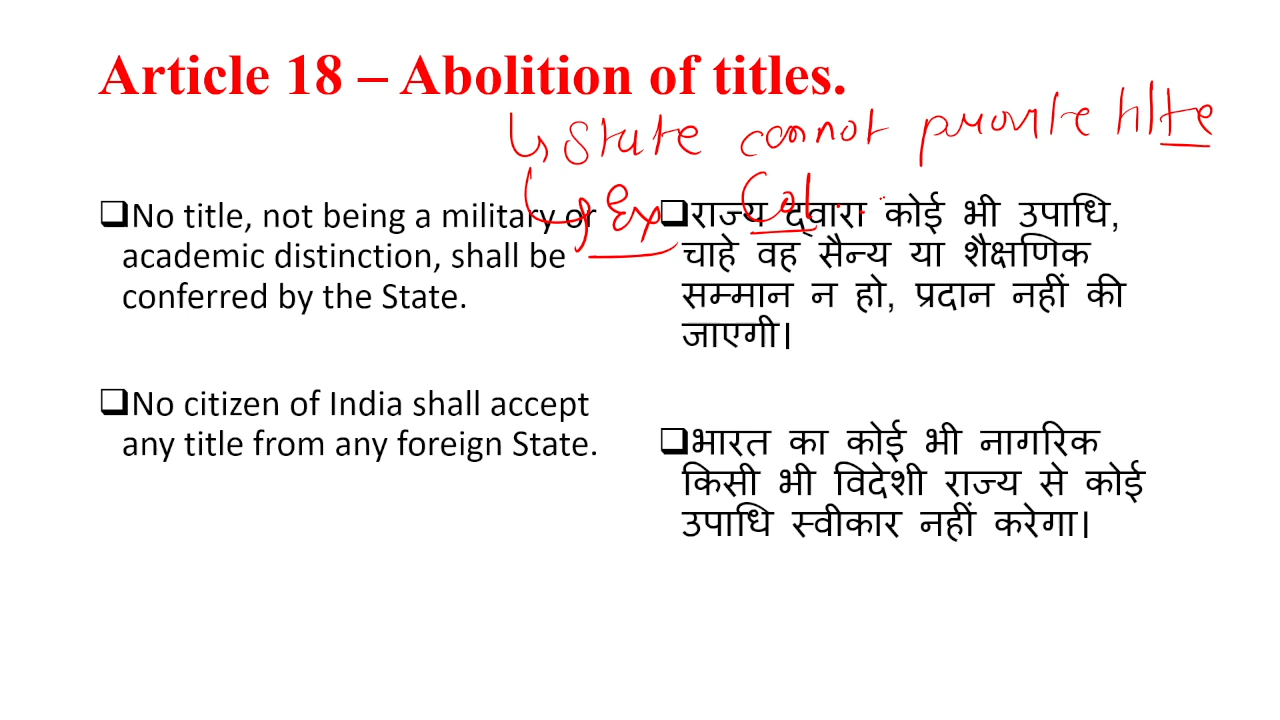 Article 18 – Abolition of titles.
State cannot provide title
Ex Col...
❑No title, not being a military or
academic distinction, shall be
conferred by the State.
❑No citizen of India shall accept
any title from any foreign State.
❑राज्य द्वारा कोई भी उपाधि,
चाहे वह सैन्य या शैक्षणिक
सम्मान न हो, प्रदान नहीं की
जाएगी।
❑भारत का कोई भी नागरिक
किसी भी विदेशी राज्य से कोई
उपाधि स्वीकार नहीं करेगा।